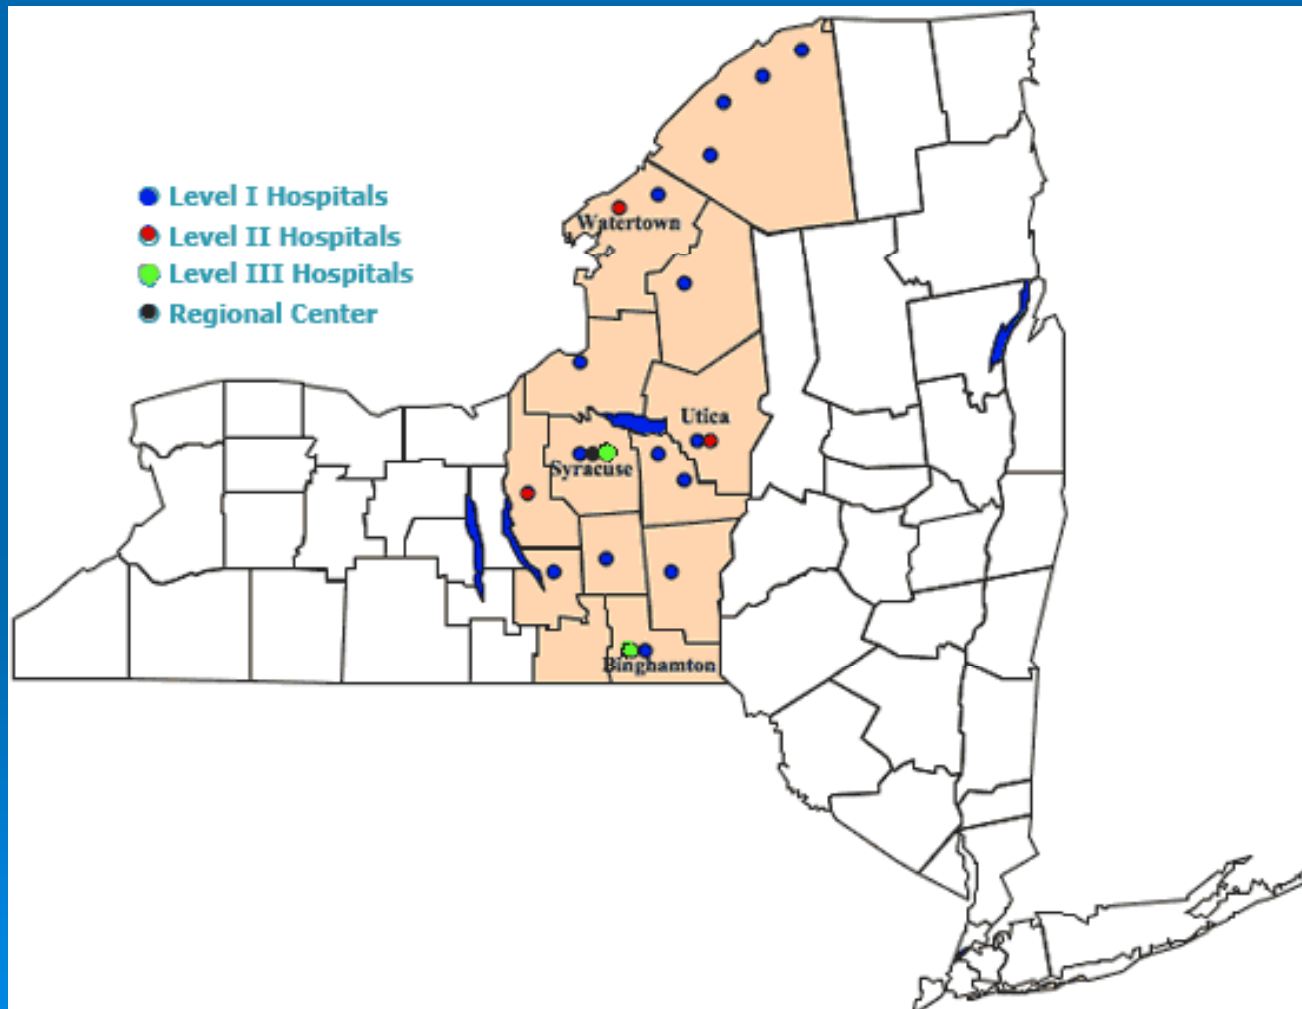 Level I Hospitals
Level II Hospitals
Level III Hospitals
Regional Center
Watertown
Utica
Syracuse
Binghamton